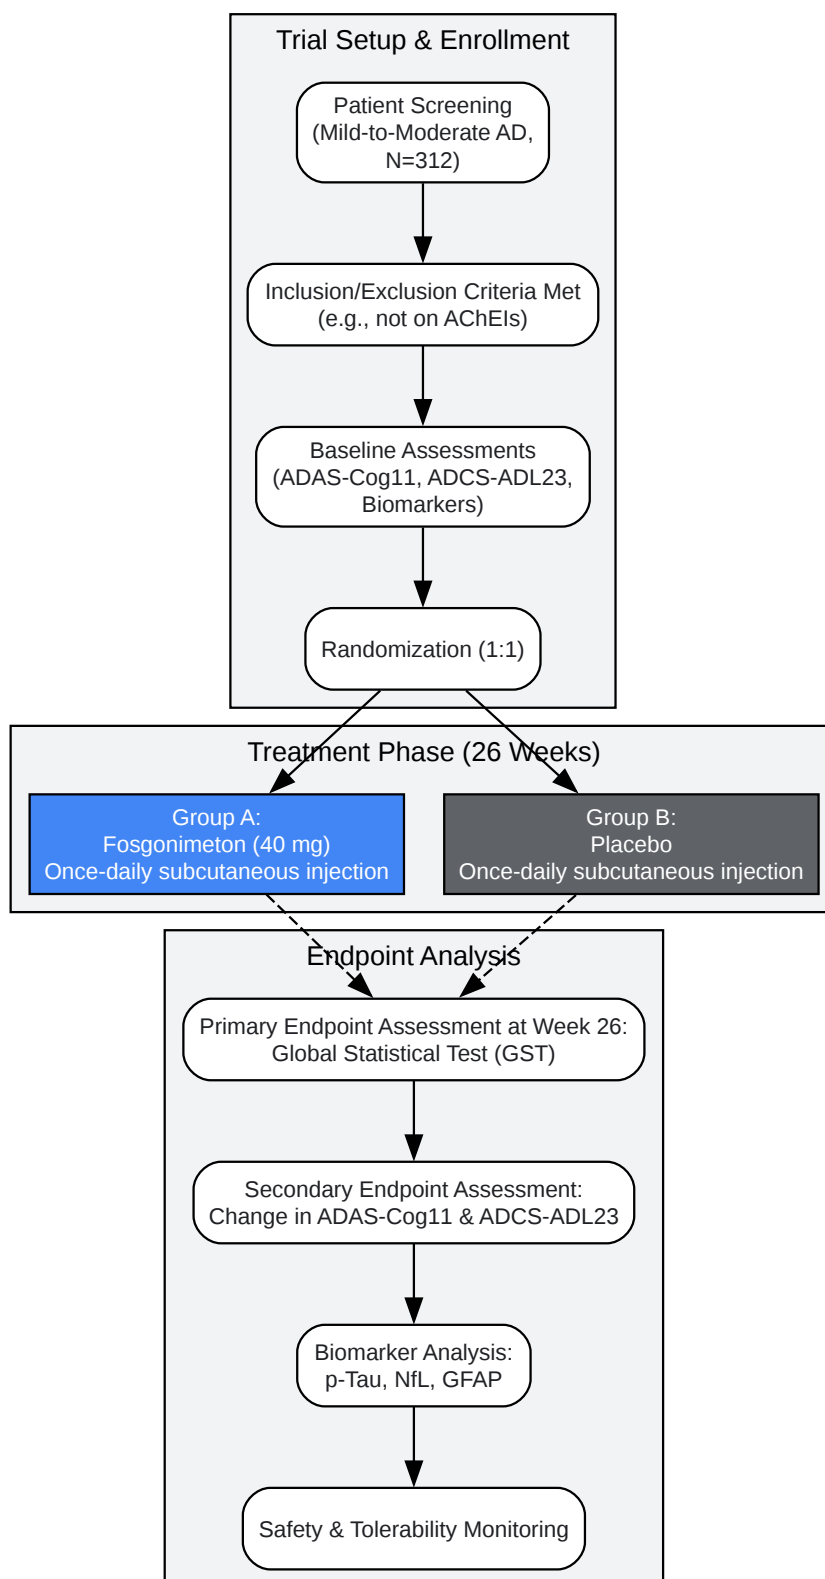 Trial Setup & Enrollment
Patient Screening
(Mild-to-Moderate AD,
N=312)
Inclusion/Exclusion Criteria Met
(e.g., not on AChEIs)
Baseline Assessments
(ADAS-Cog11, ADCS-ADL23,
Biomarkers)
Randomization (1:1)
Treatment Phase (26 Weeks)
Group A:
Fosgonimeton (40 mg)
Once-daily subcutaneous injection
Group B:
Placebo
Once-daily subcutaneous injection
Endpoint Analysis
Primary Endpoint Assessment at Week 26:
Global Statistical Test (GST)
Secondary Endpoint Assessment:
Change in ADAS-Cog11 & ADCS-ADL23
Biomarker Analysis:
p-Tau, NfL, GFAP
Safety & Tolerability Monitoring